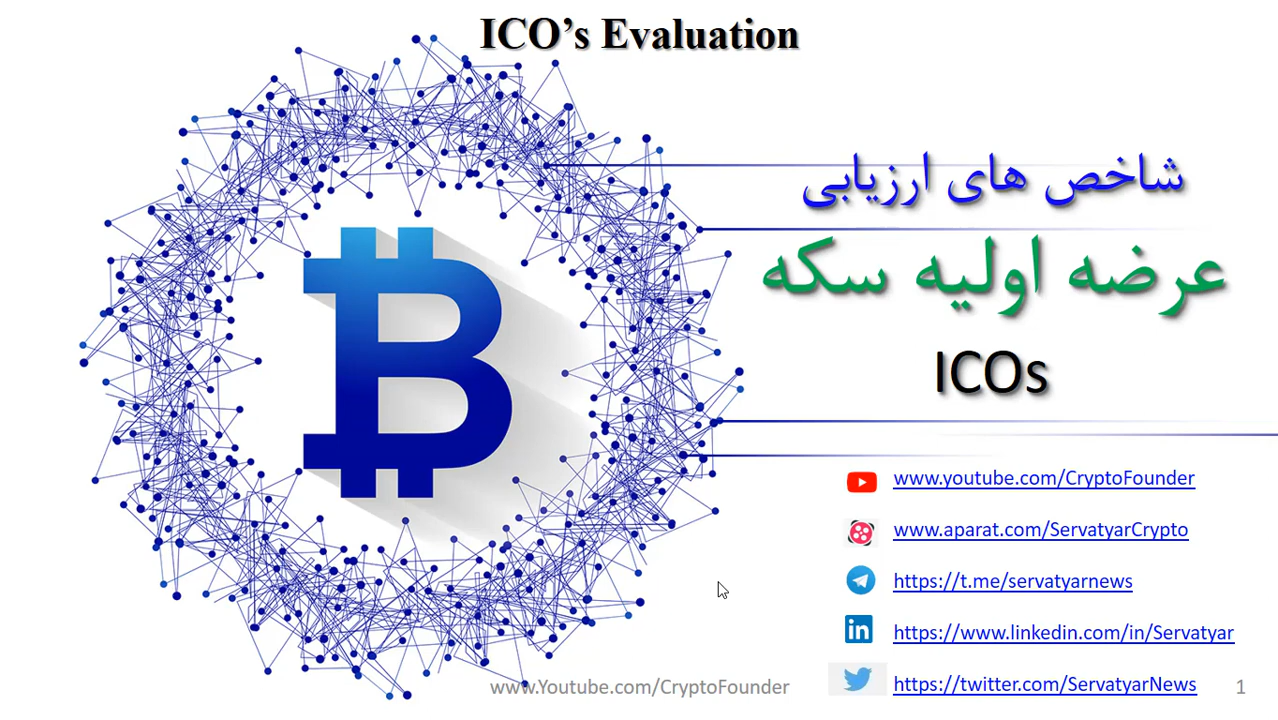 ICO’s Evaluation
شاخص های ارزیابی
عرضه اولیه سکه
ICOs
www.youtube.com/CryptoFounder
www.aparat.com/ServatyarCrypto
https://t.me/servatyarnews
https://www.linkedin.com/in/Servatyar
https://twitter.com/ServatyarNews
www.Youtube.com/CryptoFounder
1